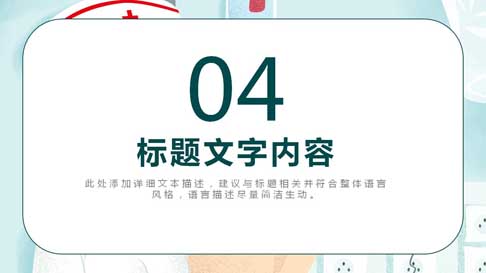 04
标题文字内容
此处添加详细文本描述，建议与标题相关并符合整体语言
风格，语言描述尽量简洁生动。